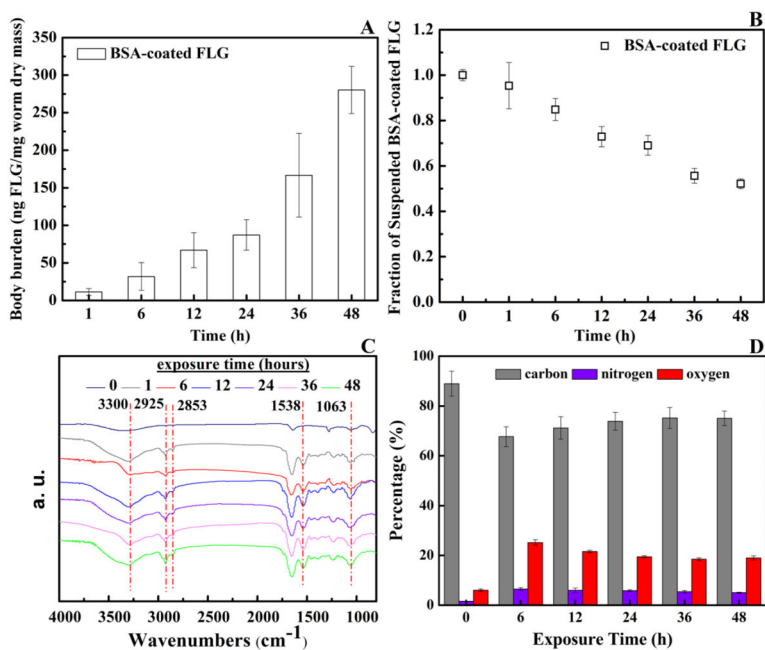 A
BSA-coated FLG
Body burden (ng FLG/mg worm dry mass)
350
300
250
200
150
100
50
0
1 6 12 24 36 48
Time (h)
B
BSA-coated FLG
Fraction of Suspended BSA-coated FLG
1.2
1.0
0.8
0.6
0.4
0.2
0.0
0 1 6 12 24 36 48
Time (h)
C
exposure time (hours)
0 1 6 12 24 36 48
3300 2925 2853 1538 1063
a. u.
4000 3500 2500 1500 1000
Wavenumbers (cm-1)
D
carbon nitrogen oxygen
Percentage (%)
100
80
60
40
20
0
0 6 12 24 36 48
Exposure Time (h)